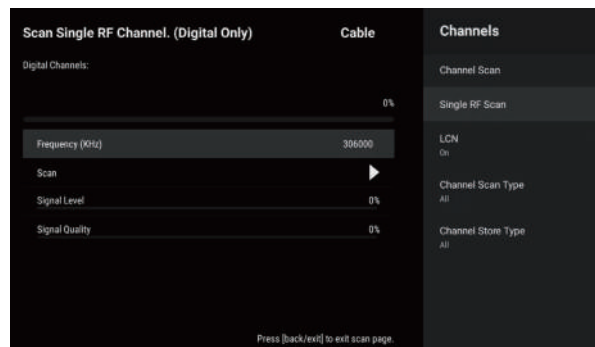 Scan Single RF Channel. (Digital Only) Cable
Digital Channels:
0%
Frequency (KHz) 306000
Scan
Signal Level 0%
Signal Quality 0%
Press [back/exit] to exit scan page.
Channels
Channel Scan
Single RF Scan
LCN
On
Channel Scan Type
All
Channel Store Type
All